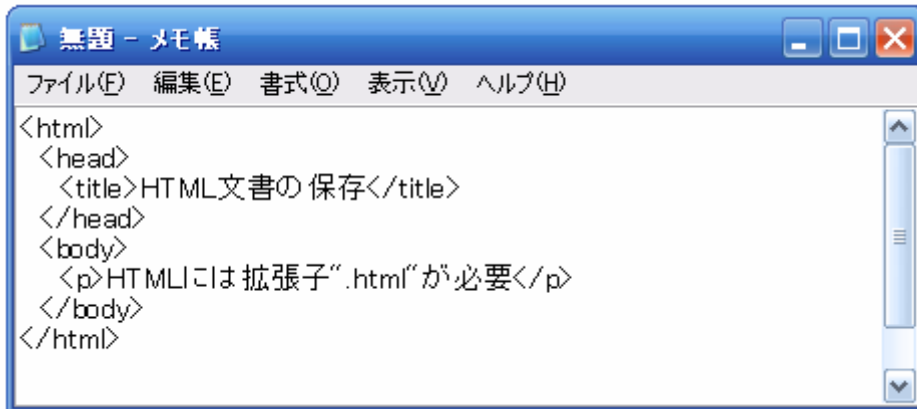 無題 - メモ帳
ファイル(F) 編集(E) 書式(O) 表示(V) ヘルプ(H)
<html>
<head>
<title>HTML文書の保存</title>
</head>
<body>
<p>HTMLには拡張子“.html“が必要</p>
</body>
</html>